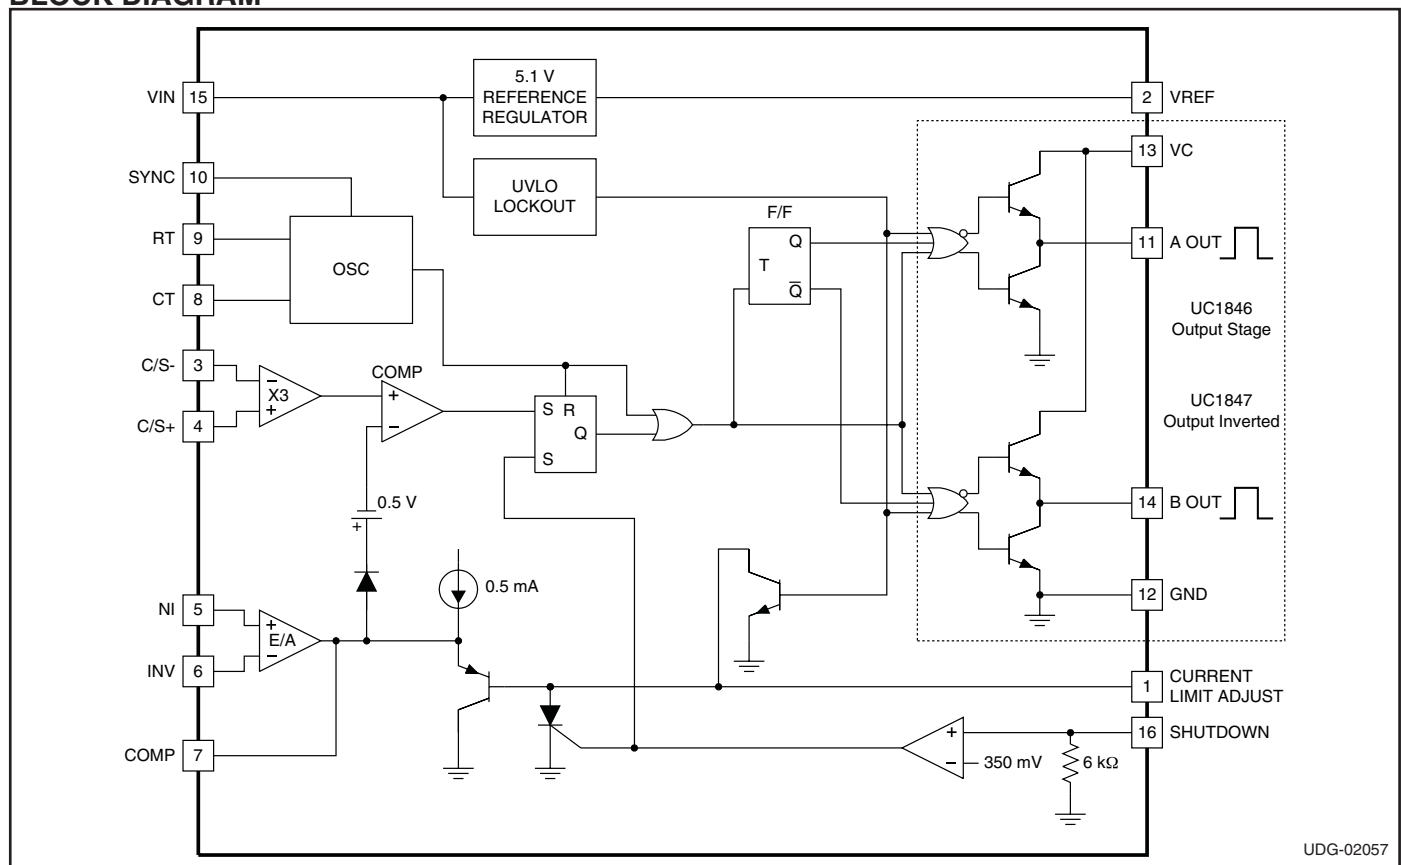 BLOCK DIAGRAM
VIN 15
5.1 V
REFERENCE
REGULATOR
2 VREF
13 VC
SYNC 10
UVLO
LOCKOUT
F/F
RT 9
OSC
Q
T
Q̅
11 A OUT
CT 8
UC1846
Output Stage
C/S- 3
−
X3
+
C/S+ 4
COMP
+
−
S R
Q
S
UC1847
Output Inverted
0.5 V
+
14 B OUT
0.5 mA
NI 5
+
E/A
−
INV 6
12 GND
1 CURRENT
LIMIT ADJUST
COMP 7
+
−
350 mV
6 kΩ
16 SHUTDOWN
UDG-02057